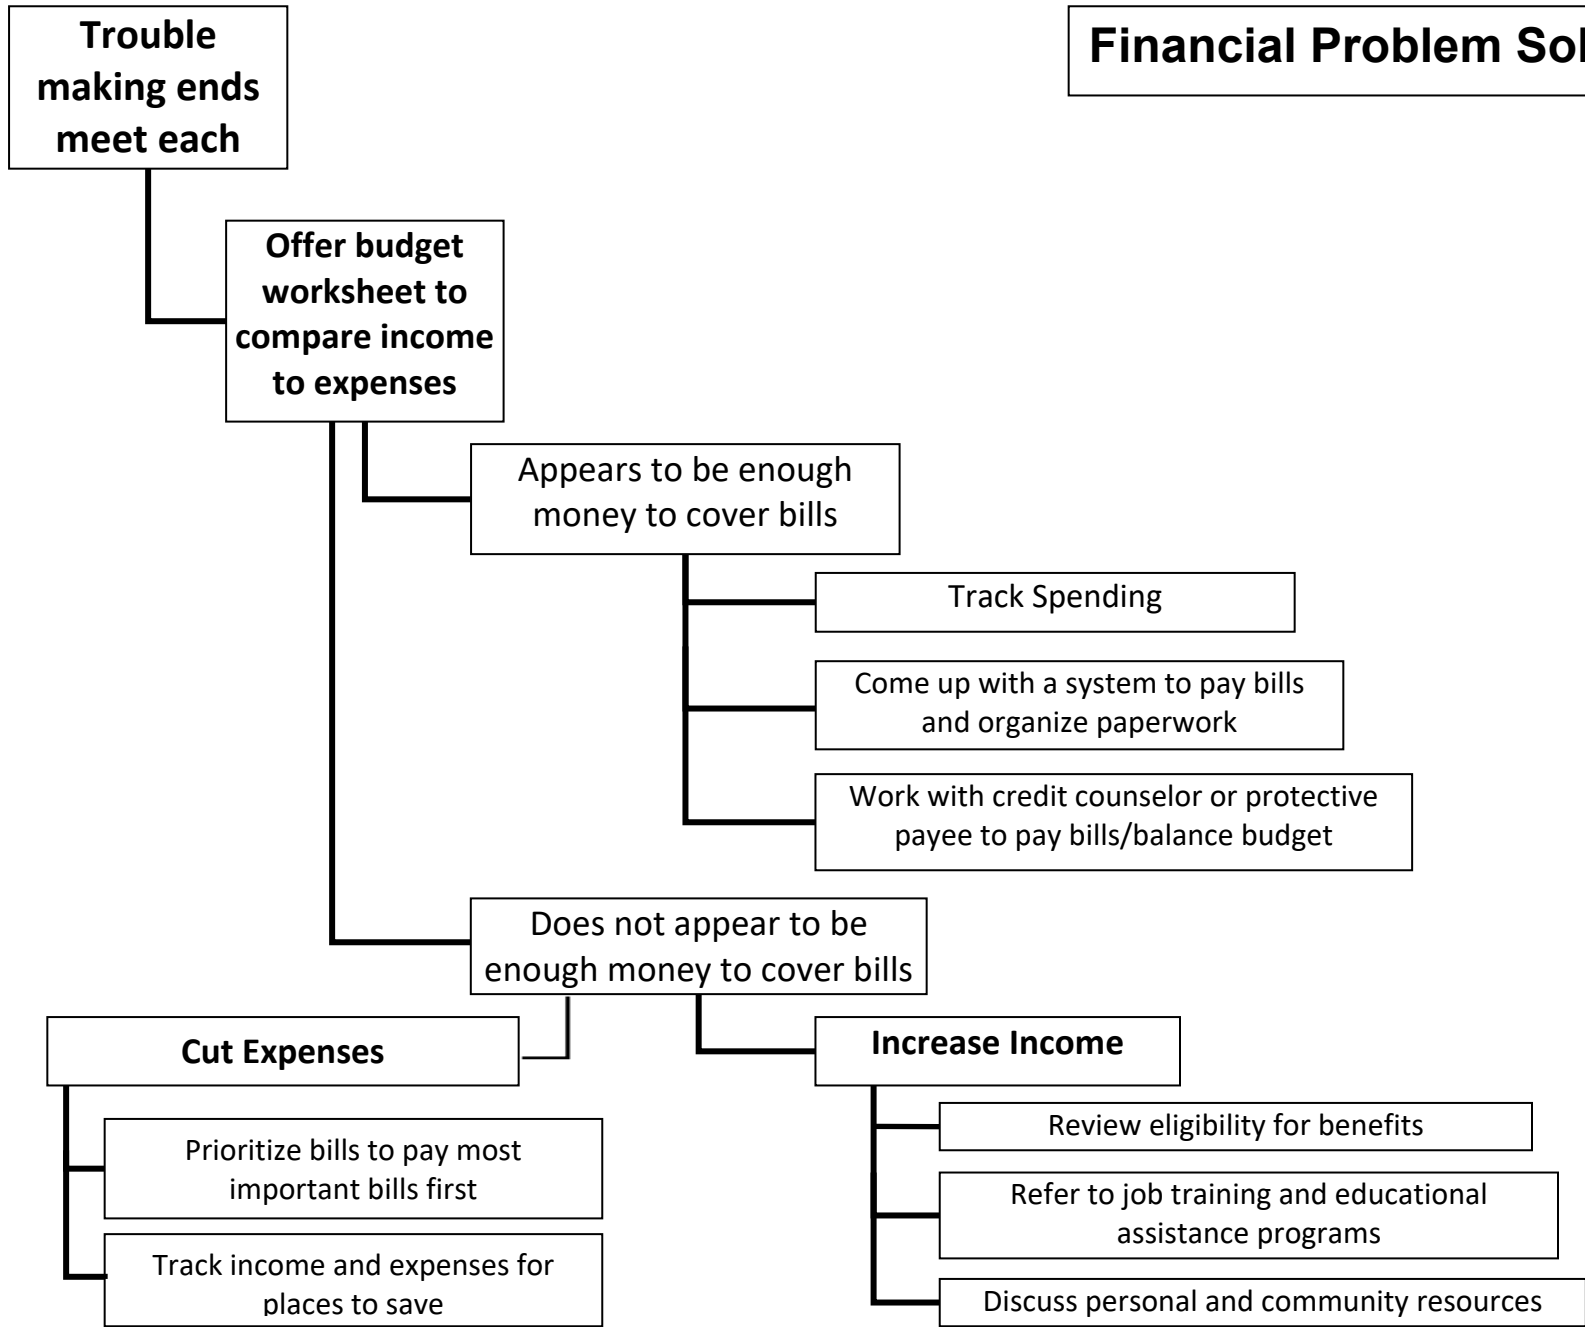 Trouble
making ends
meet each
Financial Problem Sol
Offer budget
worksheet to
compare income
to expenses
Appears to be enough
money to cover bills
Track Spending
Come up with a system to pay bills
and organize paperwork
Work with credit counselor or protective
payee to pay bills/balance budget
Does not appear to be
enough money to cover bills
Cut Expenses
Prioritize bills to pay most
important bills first
Track income and expenses for
places to save
Increase Income
Review eligibility for benefits
Refer to job training and educational
assistance programs
Discuss personal and community resources